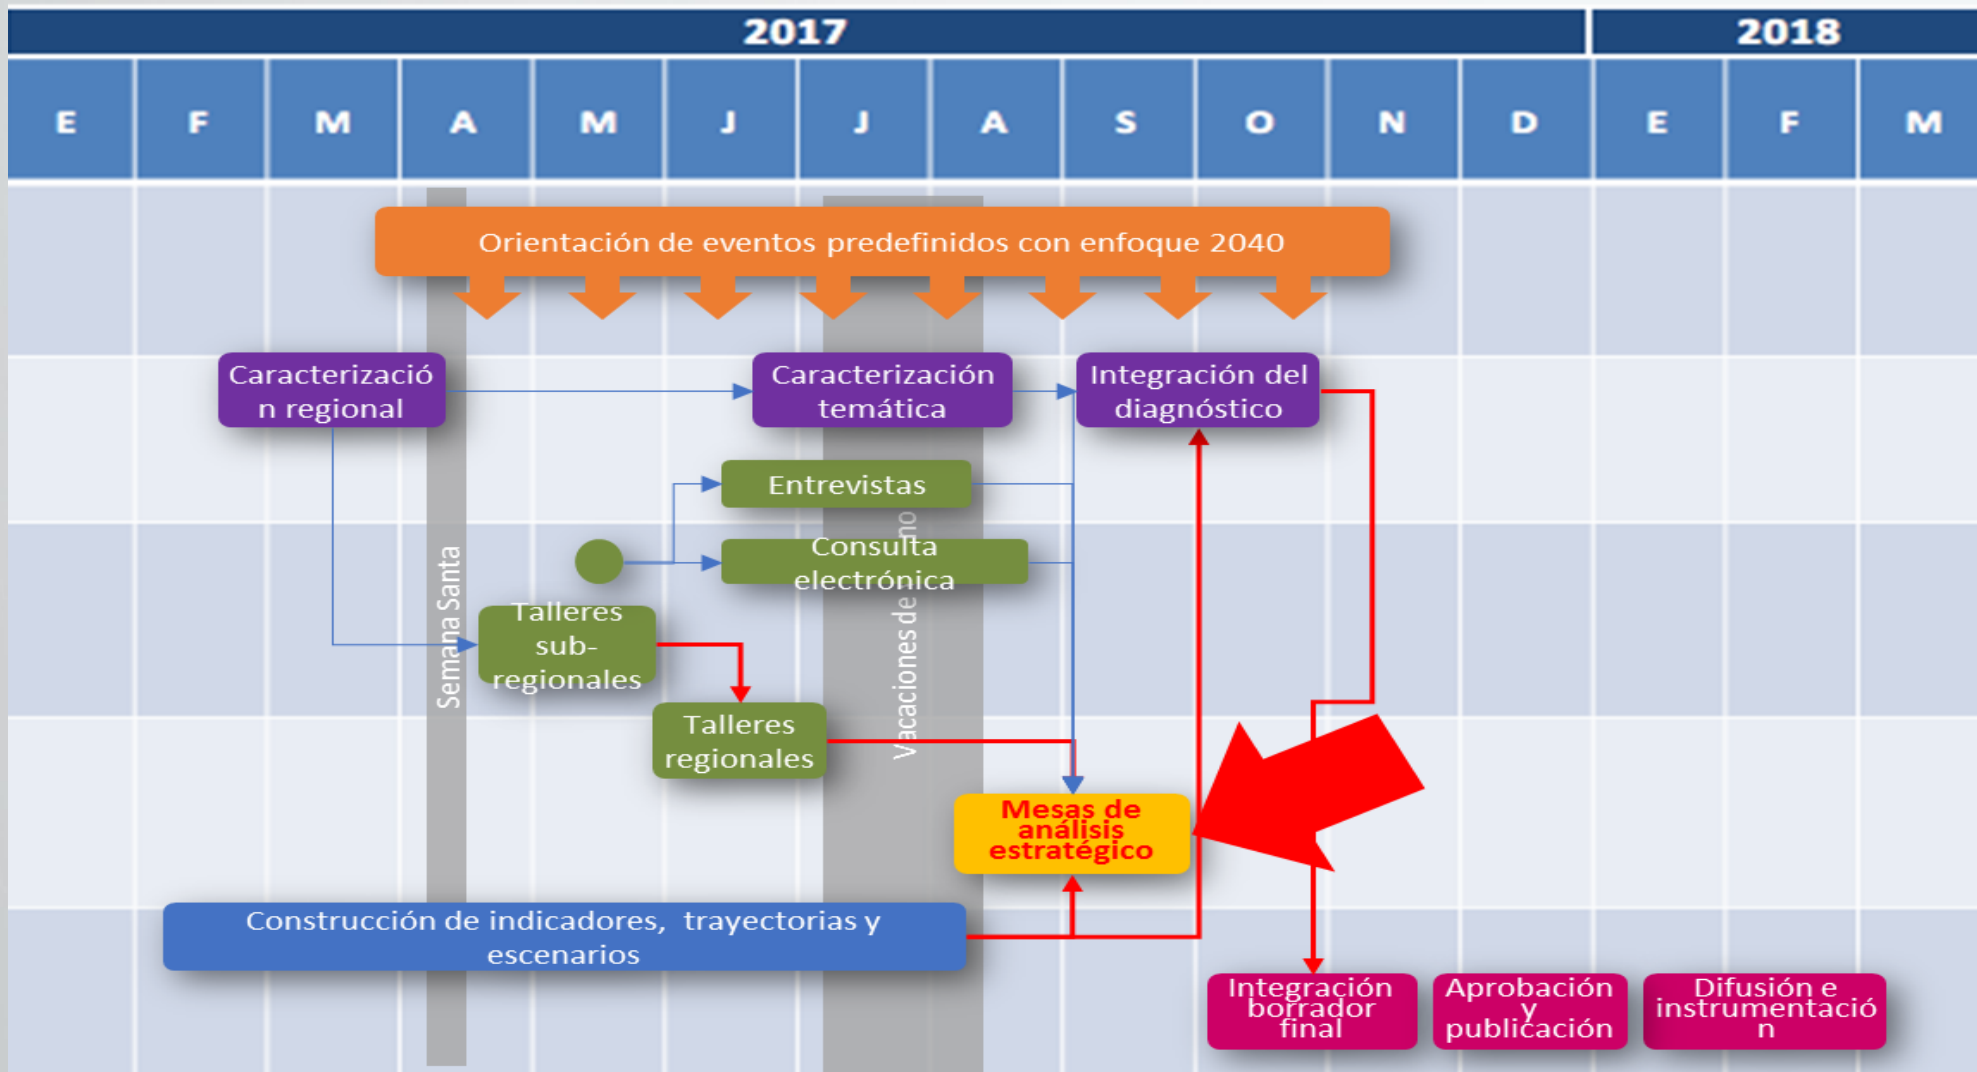 2017 2018
E F M A M J J A S O N D E F M
Orientación de eventos predefinidos con enfoque 2040
Caracterizació
n regional
Caracterización
temática
Integración del
diagnóstico
Entrevistas
Consulta
electrónica
Semana Santa
Vacaciones de
no
Talleres
sub-
regionales
Talleres
regionales
Mesas de
análisis
estratégico
Construcción de indicadores, trayectorias y
escenarios
Integración
borrador
final
Aprobación
y
publicación
Difusión e
instrumentació
n